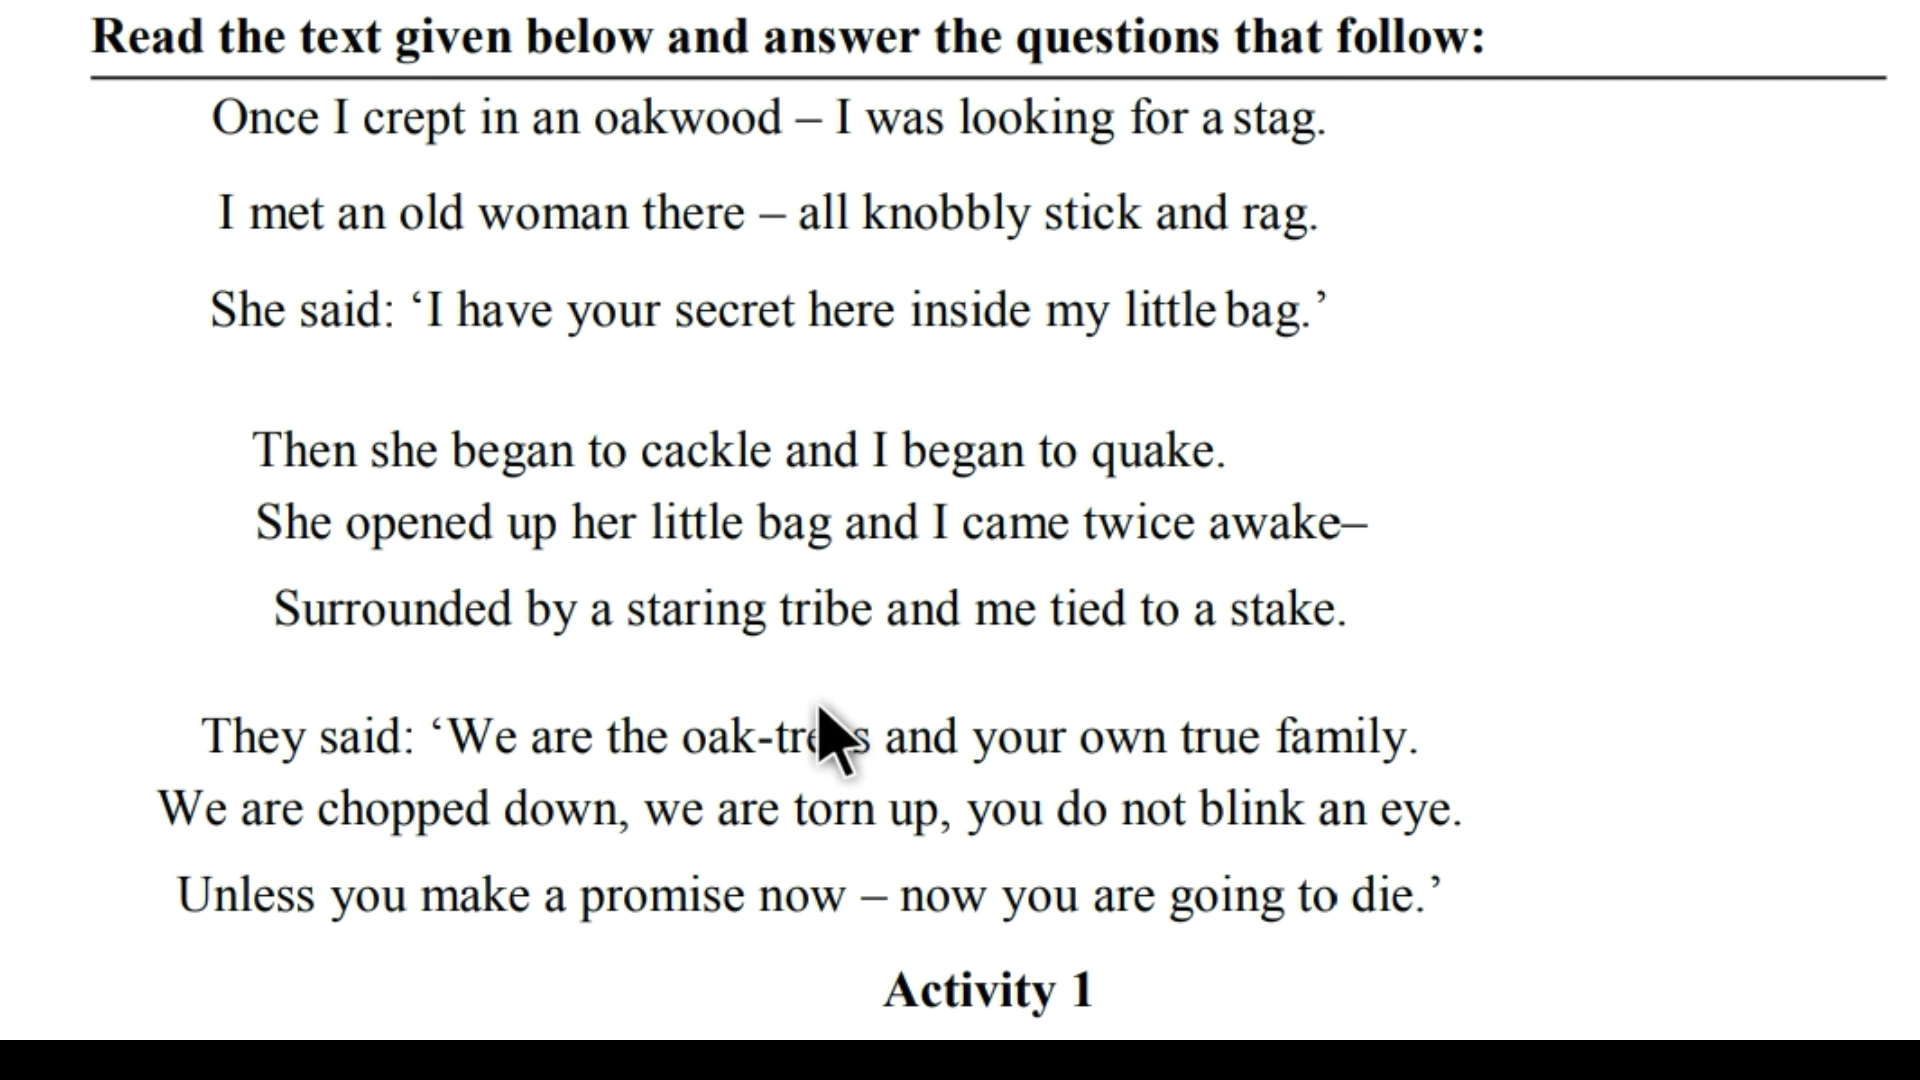 Read the text given below and answer the questions that follow:
Once I crept in an oakwood – I was looking for a stag.
I met an old woman there – all knobbly stick and rag.
She said: ‘I have your secret here inside my little bag.’
Then she began to cackle and I began to quake.
She opened up her little bag and I came twice awake–
Surrounded by a staring tribe and me tied to a stake.
They said: ‘We are the oak-trees and your own true family.
We are chopped down, we are torn up, you do not blink an eye.
Unless you make a promise now – now you are going to die.’
Activity 1